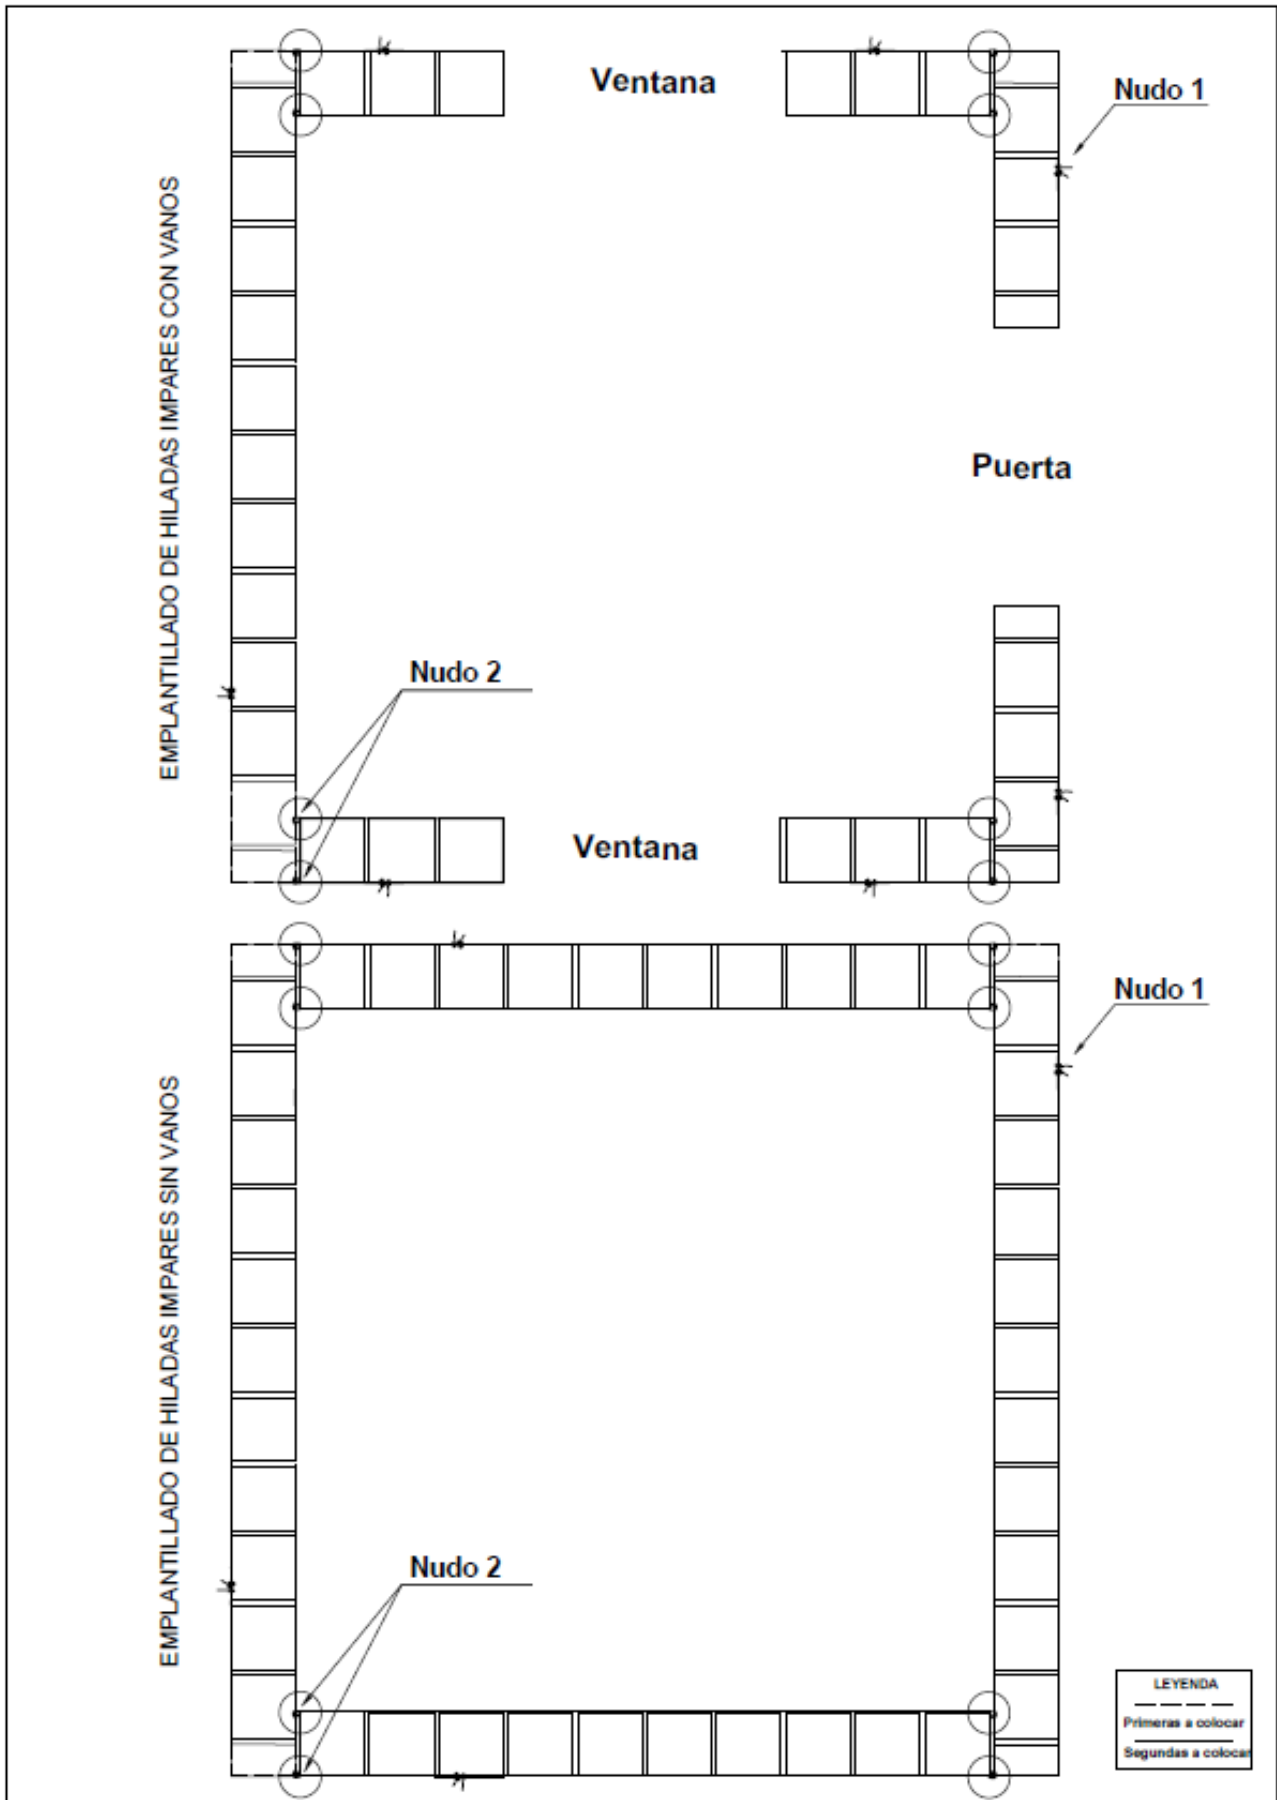 EMPLANTILLADO DE HILADAS IMPARES CON VANOS
Ventana
Nudo 1
Puerta
Nudo 2
Ventana
EMPLANTILLADO DE HILADAS IMPARES SIN VANOS
Nudo 1
Nudo 2
LEYENDA
Primeras a colocar
Segundas a colocar